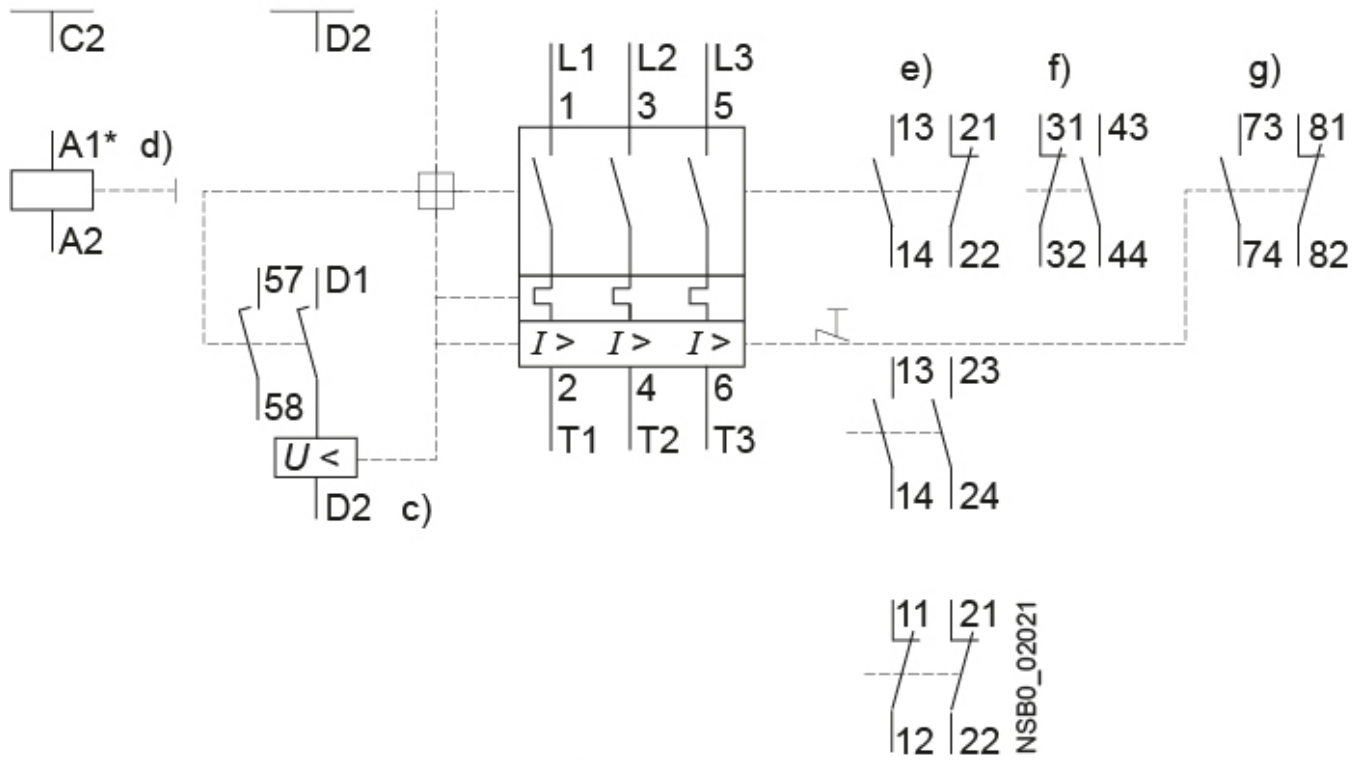 C2 D2
L1 L2 L3 e) f) g)
1 3 5
A1* d) 13 21 31 43 73 81
A2 14 22 32 44 74 82
57 D1
I > I > I >
13 23
58 2 4 6
U < T1 T2 T3
D2 c) 14 24
11 21
12 22
NSB0_02021